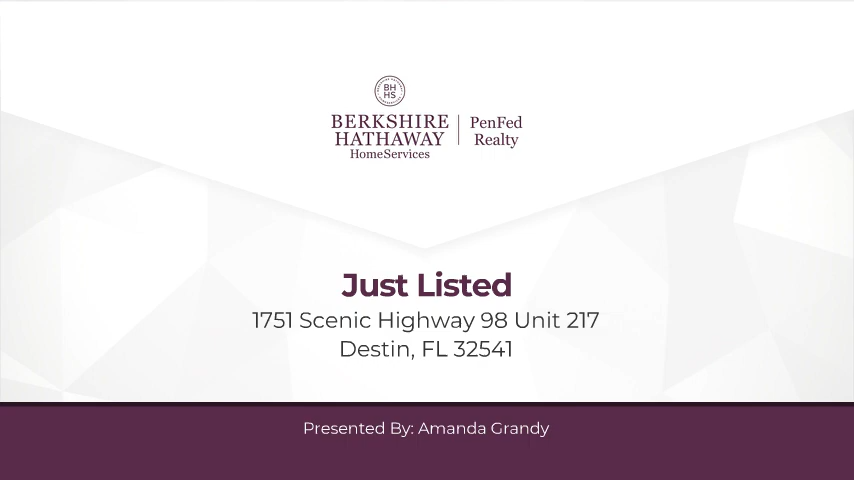 BH
HS
BERKSHIRE
HATHAWAY
HomeServices
PenFed
Realty
Just Listed
1751 Scenic Highway 98 Unit 217
Destin, FL 32541
Presented By: Amanda Grandy